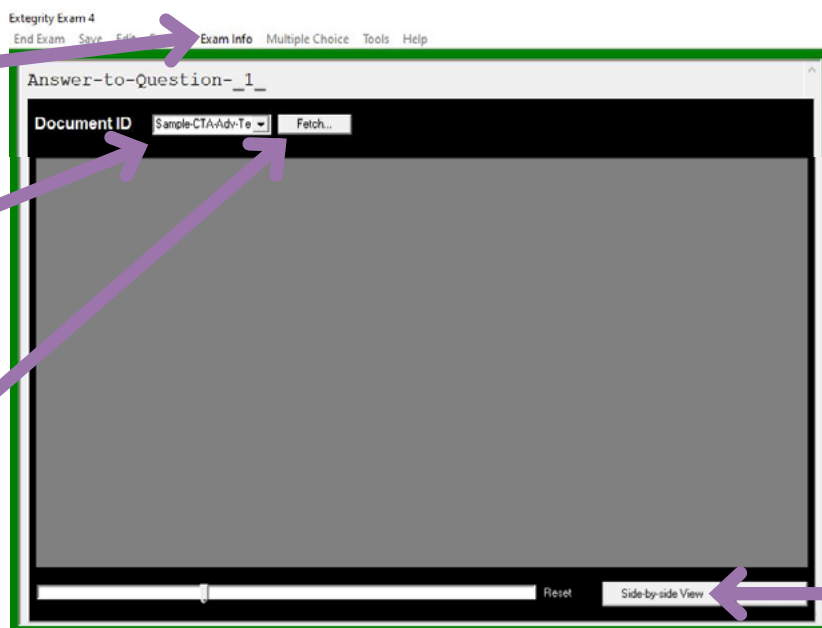 Extegrity Exam 4
End Exam Save Edit Exam Info Multiple Choice Tools Help
Answer-to-Question-_1_
Document ID Sample-CTA-Adv-Te Fetch...
Reset Side-by-side View